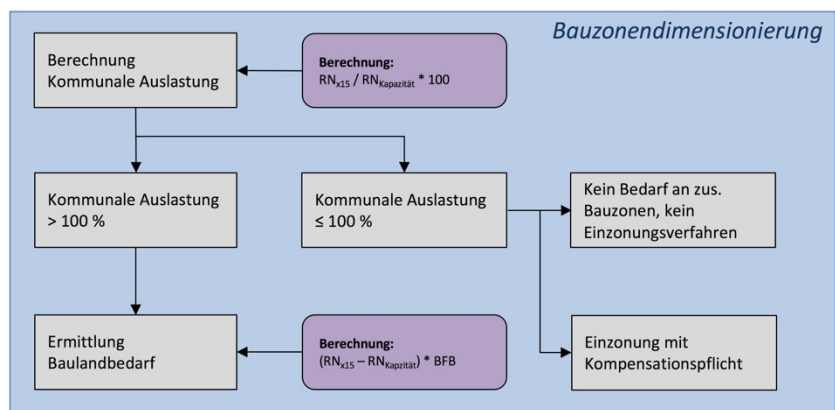 Bauzonendimensionierung
Berechnung
Kommunale Auslastung
Berechnung:
RNx15 / RNKapazität * 100
Kommunale Auslastung
> 100 %
Kommunale Auslastung
≤ 100 %
Kein Bedarf an zus.
Bauzonen, kein
Einzonungsverfahren
Ermittlung
Baulandbedarf
Berechnung:
(RNx15 – RNKapzität) * BFB
Einzonung mit
Kompensationspflicht